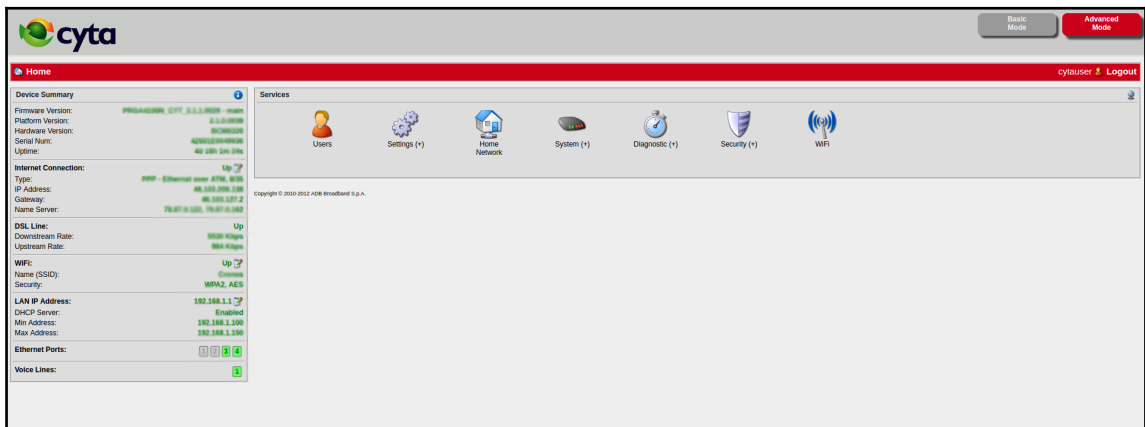 cyta
Basic
Mode
Advanced
Mode
Home
cytauser Logout
Device Summary
Firmware Version:
Platform Version:
Hardware Version:
Serial Num:
Uptime:
Internet Connection: Up
Type:
IP Address:
Gateway:
Name Server:
DSL Line: Up
Downstream Rate:
Upstream Rate:
WiFi: Up
Name (SSID):
Security: WPA2, AES
LAN IP Address: 192.168.1.1
DHCP Server: Enabled
Min Address: 192.168.1.100
Max Address: 192.168.1.150
Ethernet Ports: 1 2 3 4
Voice Lines: 1
Services
Users
Settings (+)
Home
Network
System (+)
Diagnostic (+)
Security (+)
WiFi
Copyright © 2010-2012 ADB Broadband S.p.A.